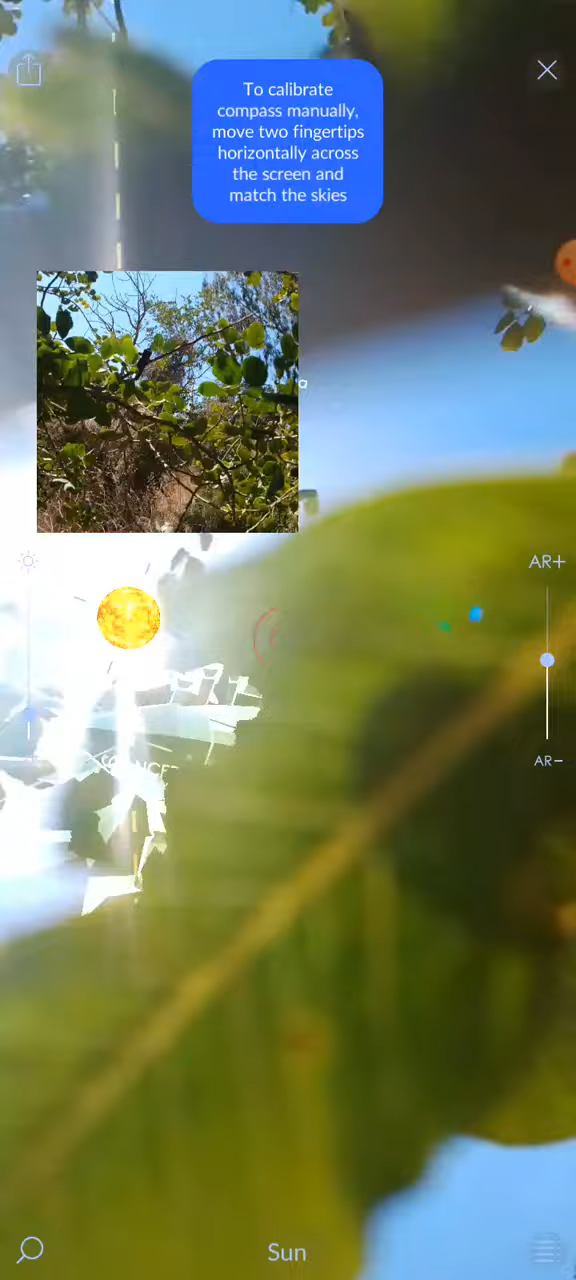 To calibrate
compass manually,
move two fingertips
horizontally across
the screen and
match the skies
AR+
AR–
Sun